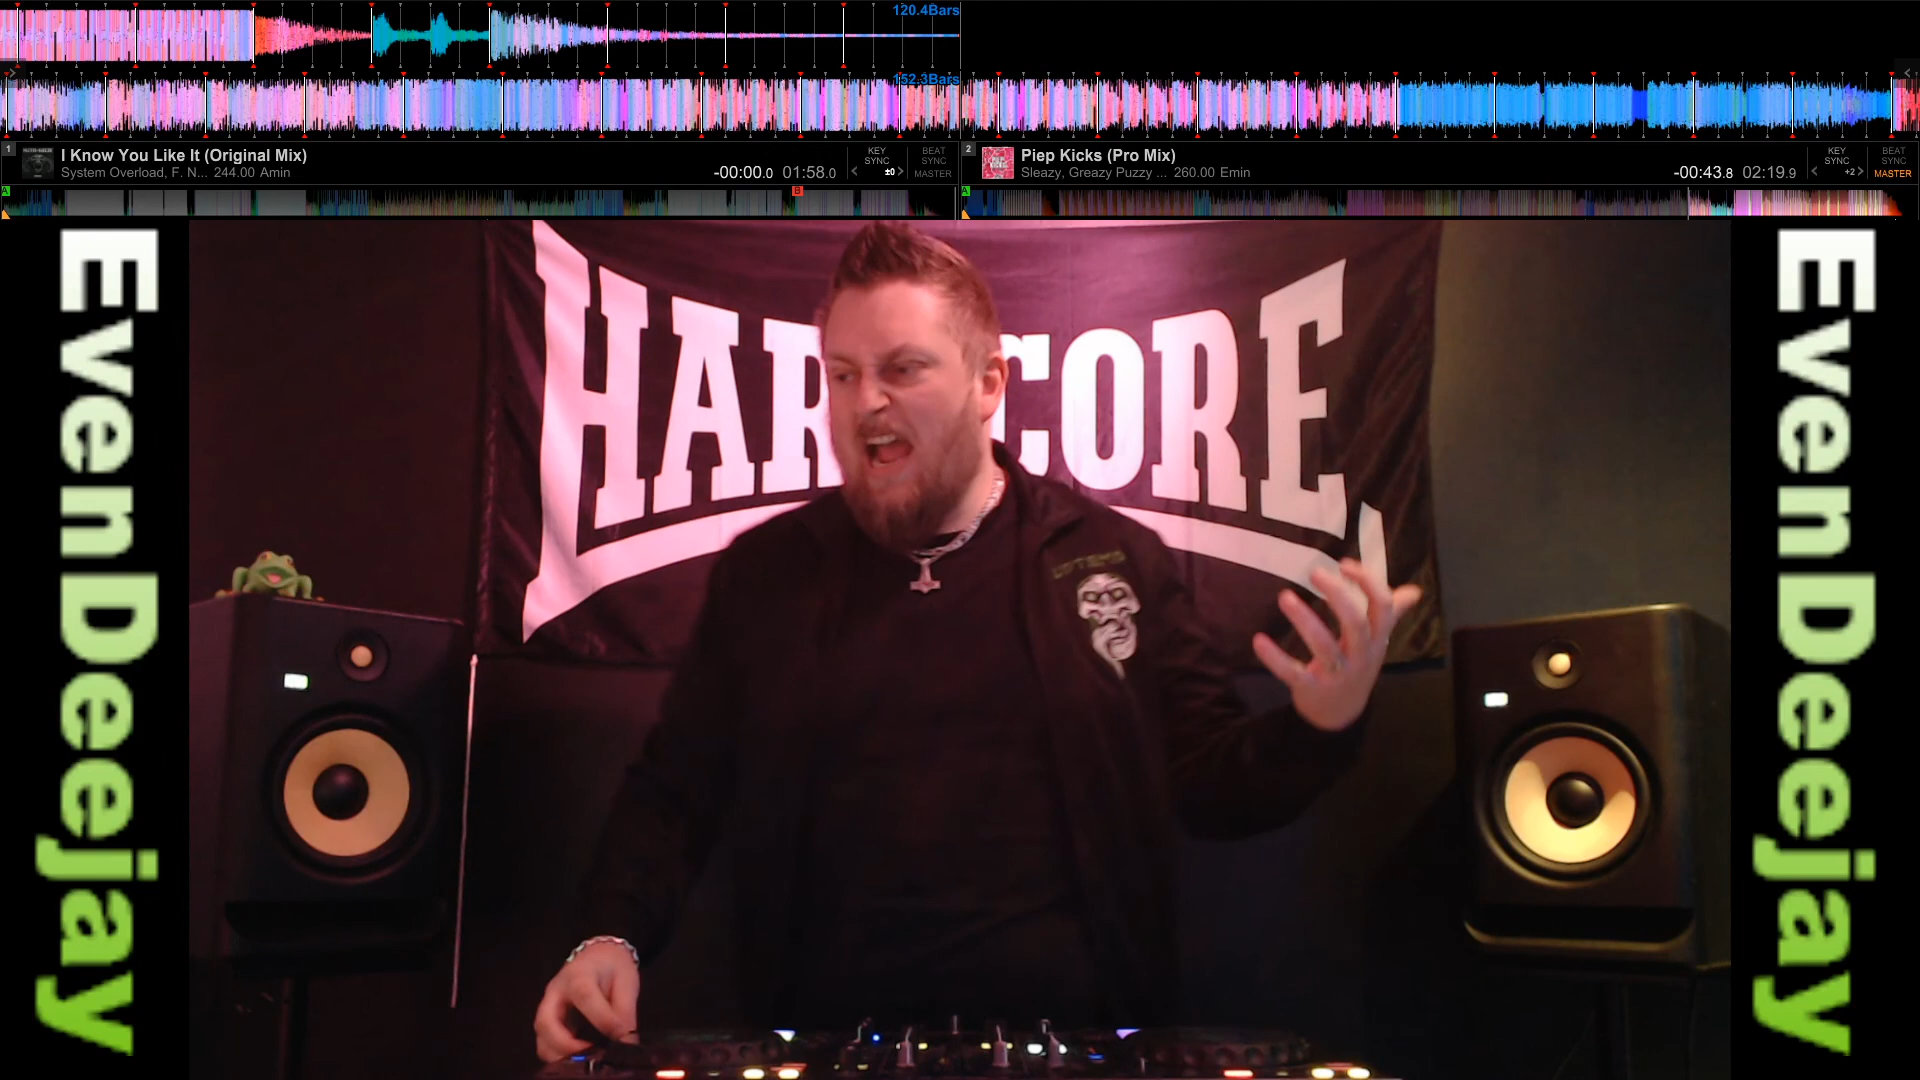 120.4Bars
152.3Bars
1
I Know You Like It (Original Mix)
System Overload, F. N... 244.00 Amin
-00:00.0 01:58.0
KEY
SYNC
±0
BEAT
SYNC
MASTER
2
Piep Kicks (Pro Mix)
Sleazy, Greazy Puzzy ... 260.00 Emin
-00:43.8 02:19.9
KEY
SYNC
+2
BEAT
SYNC
MASTER
A
B
A
EvenDeejay
HAR CORE
EvenDeejay